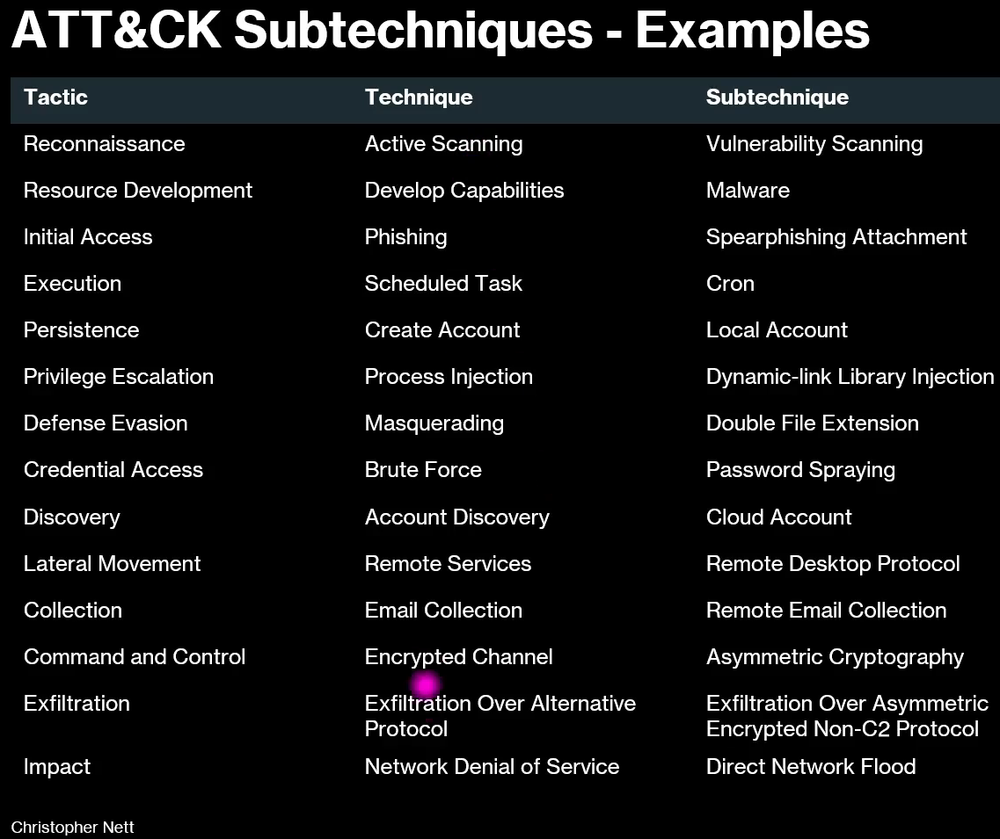 ATT&CK Subtechniques - Examples
Tactic Technique Subtechnique
Reconnaissance Active Scanning Vulnerability Scanning
Resource Development Develop Capabilities Malware
Initial Access Phishing Spearphishing Attachment
Execution Scheduled Task Cron
Persistence Create Account Local Account
Privilege Escalation Process Injection Dynamic-link Library Injection
Defense Evasion Masquerading Double File Extension
Credential Access Brute Force Password Spraying
Discovery Account Discovery Cloud Account
Lateral Movement Remote Services Remote Desktop Protocol
Collection Email Collection Remote Email Collection
Command and Control Encrypted Channel Asymmetric Cryptography
Exfiltration Exfiltration Over Alternative Exfiltration Over Asymmetric
Protocol Encrypted Non-C2 Protocol
Impact Network Denial of Service Direct Network Flood
Christopher Nett